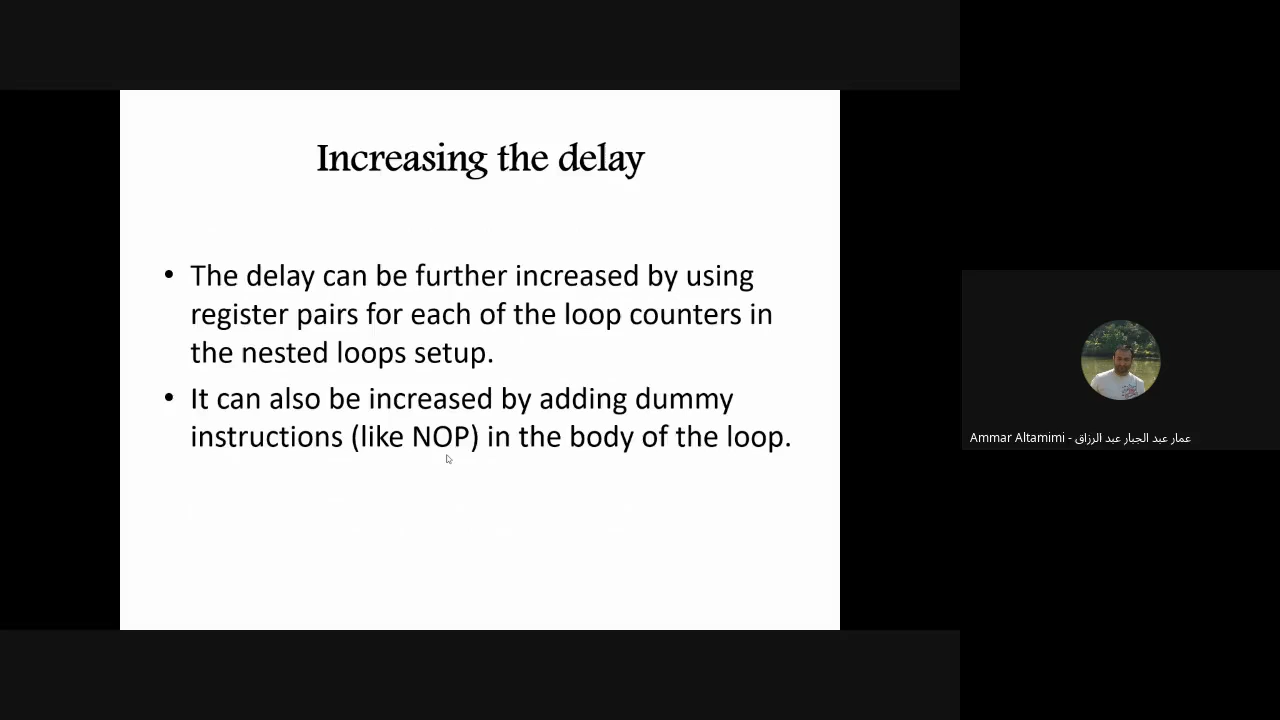 Increasing the delay
• The delay can be further increased by using
register pairs for each of the loop counters in
the nested loops setup.
• It can also be increased by adding dummy
instructions (like NOP) in the body of the loop.
Ammar Altamimi - عمار عبد الجبار عبد الرزاق